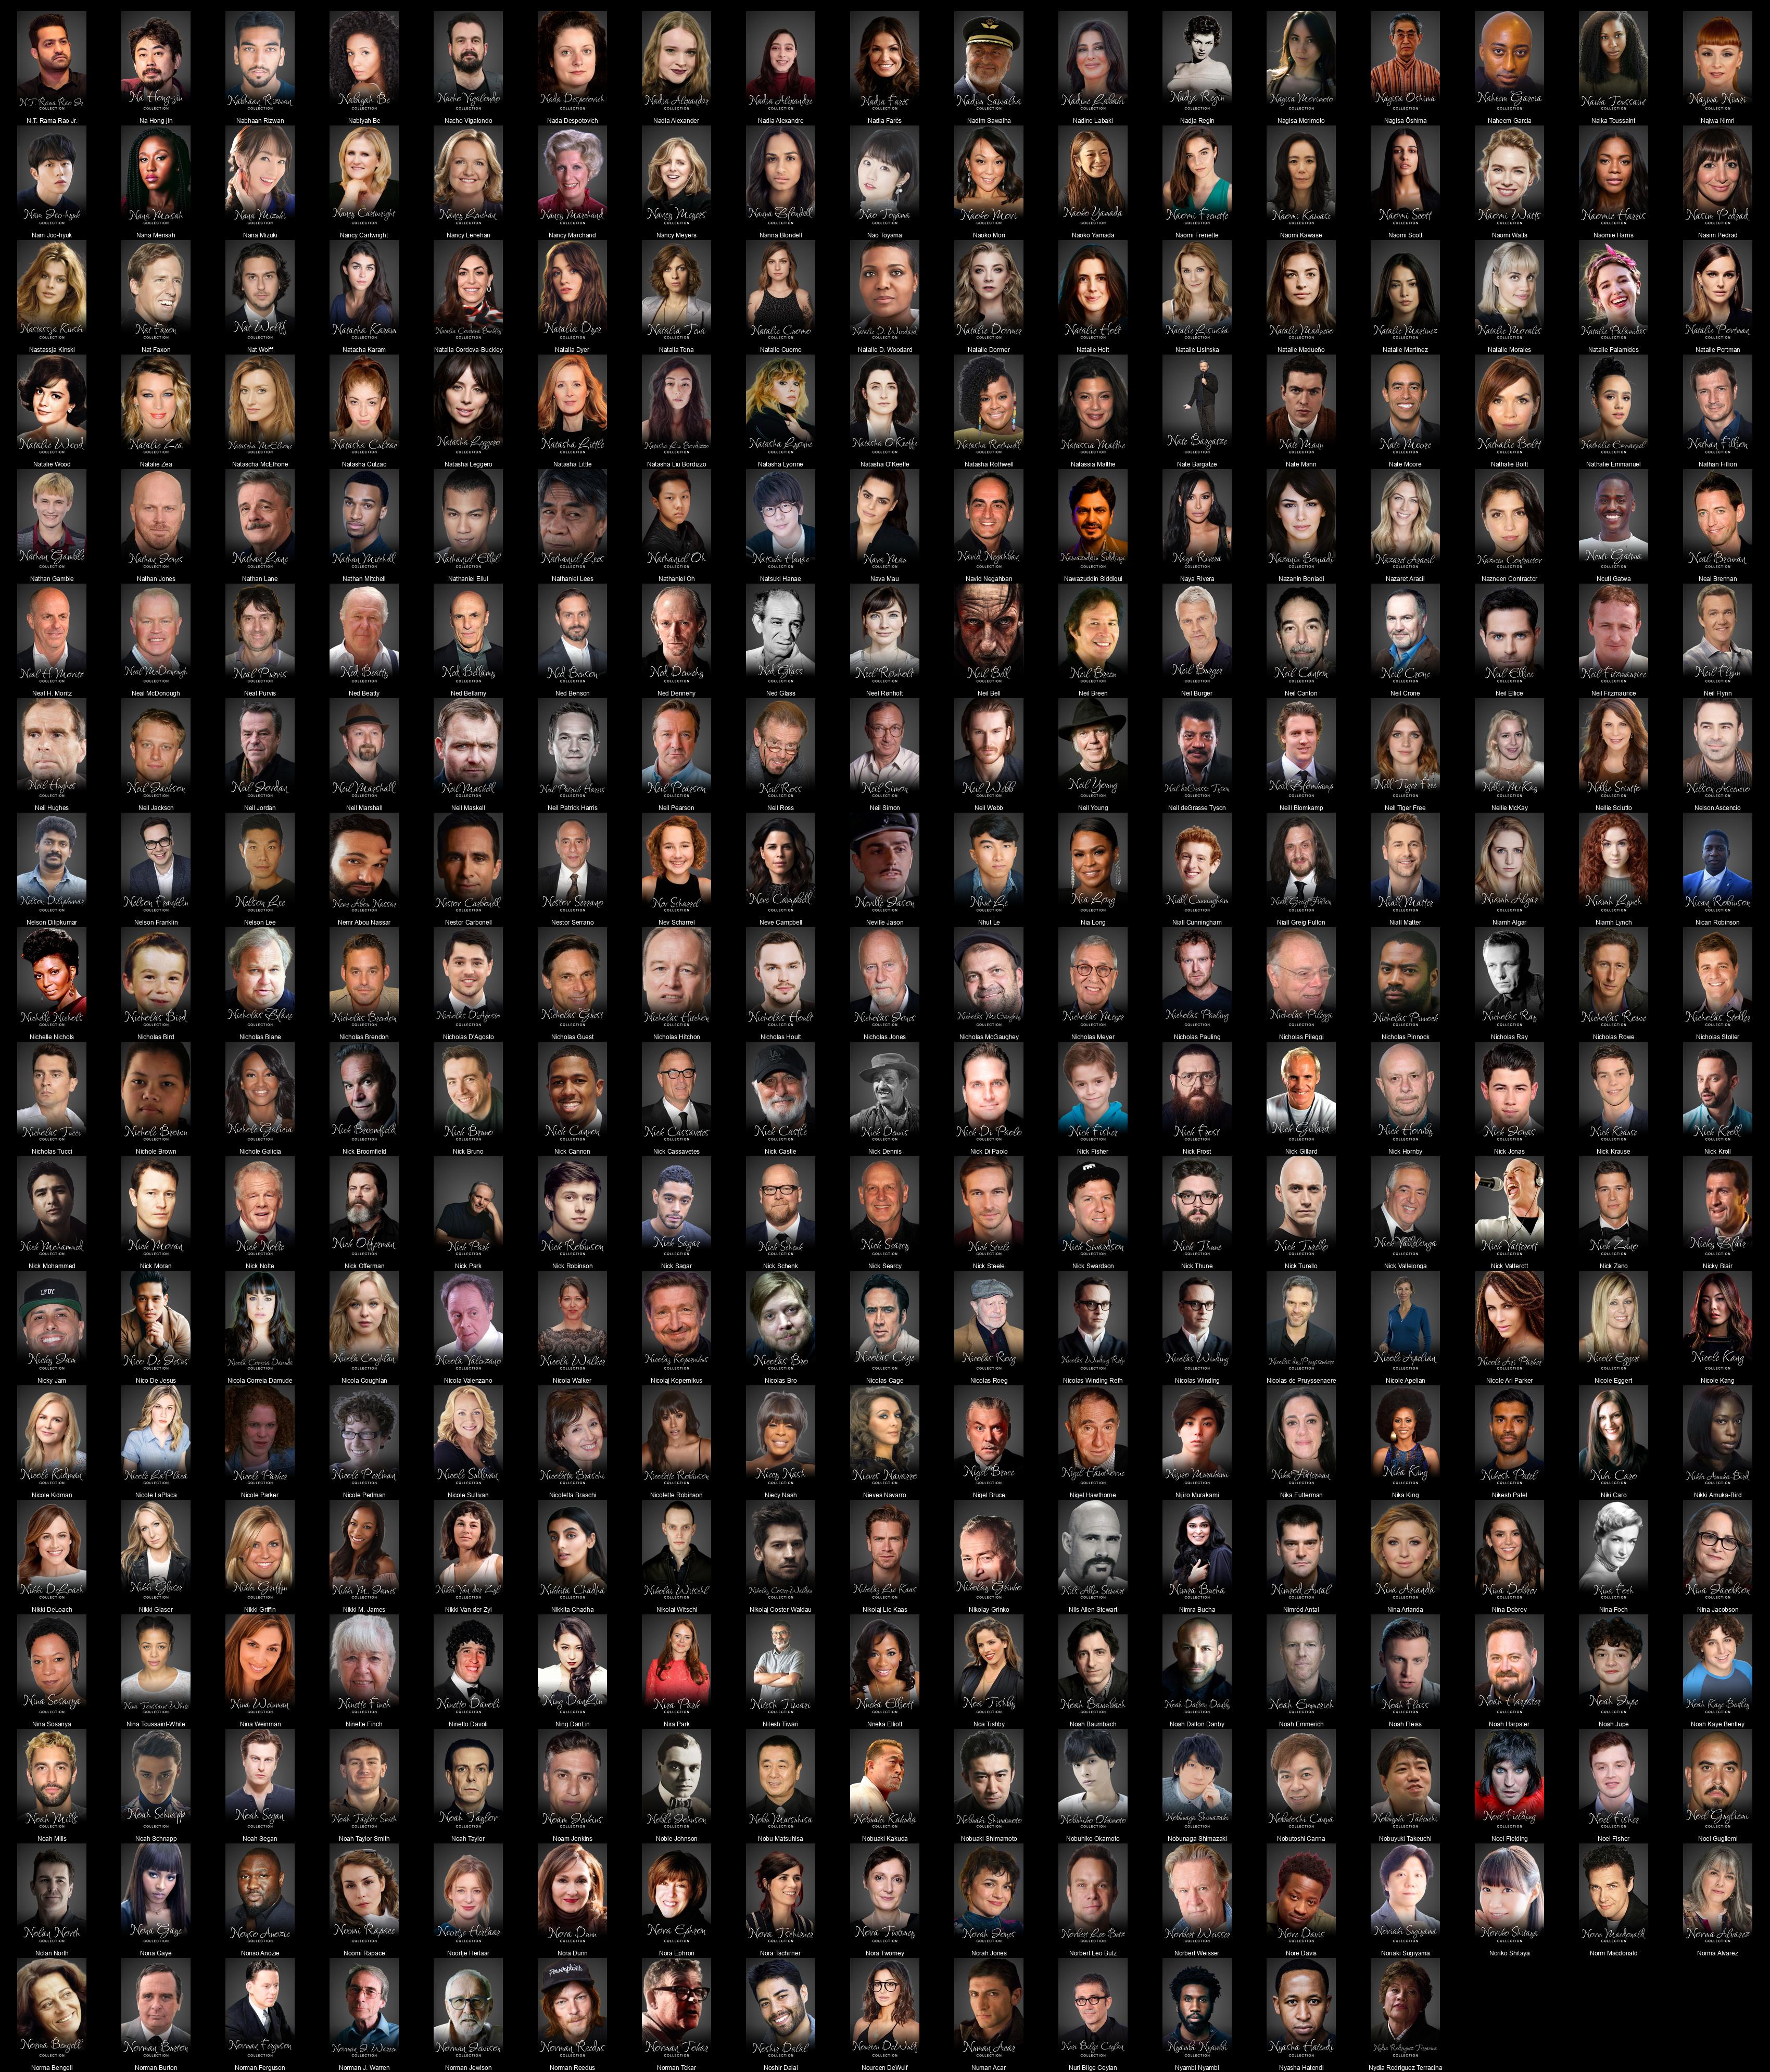 N.T. Rama Rao Jr. Na Hong-jin Nabhaan Rizwan Nabiyah Be Nacho Vigalondo Nada Despotovich Nadia Alexander Nadia Alexandre Nadia Farès Nadim Sawalha Nadine Labaki Nadja Regin Nagisa Morimoto Nagisa Ōshima Naheem Garcia Naika Toussaint Najwa Nimri
Nam Joo-hyuk Nana Mensah Nana Mizuki Nancy Cartwright Nancy Lenehan Nancy Marchand Nancy Meyers Nanna Blondell Nao Toyama Naoko Mori Naoko Yamada Naomi Frenette Naomi Kawase Naomi Scott Naomi Watts Naomie Harris Nasim Pedrad
Nastassja Kinski Nat Faxon Nat Wolff Natacha Karam Natalia Cordova-Buckley Natalia Dyer Natalia Tena Natalie Cuomo Natalie D. Woodard Natalie Dormer Natalie Holt Natalie Lisinska Natalie Madueño Natalie Martinez Natalie Morales Natalie Palamides Natalie Portman
Natalie Wood Natalie Zea Natascha McElhone Natasha Culzac Natasha Leggero Natasha Little Natasha Liu Bordizzo Natasha Lyonne Natasha O'Keeffe Natasha Rothwell Natassia Malthe Nate Bargatze Nate Mann Nate Moore Nathalie Boltt Nathalie Emmanuel Nathan Fillion
Nathan Gamble Nathan Jones Nathan Lane Nathan Mitchell Nathaniel Ellul Nathaniel Lees Nathaniel Oh Natsuki Hanae Nava Mau Navid Negahban Nawazuddin Siddiqui Naya Rivera Nazanin Boniadi Nazaret Aracil Nazneen Contractor Ncuti Gatwa Neal Brennan
Neal H. Moritz Neal McDonough Neal Purvis Ned Beatty Ned Bellamy Ned Benson Ned Dennehy Ned Glass Neel Rønholt Neil Bell Neil Breen Neil Burger Neil Canton Neil Crone Neil Ellice Neil Fitzmaurice Neil Flynn
Neil Hughes Neil Jackson Neil Jordan Neil Marshall Neil Maskell Neil Patrick Harris Neil Pearson Neil Ross Neil Simon Neil Webb Neil Young Neil deGrasse Tyson Neill Blomkamp Nell Tiger Free Nellie McKay Nellie Sciutto Nelson Ascencio
Nelson Dilipkumar Nelson Franklin Nelson Lee Nemr Abou Nassar Nestor Carbonell Nestor Serrano Nev Scharrel Neve Campbell Neville Jason Nhut Le Nia Long Niall Cunningham Niall Greig Fulton Niall Matter Niamh Algar Niamh Lynch Nican Robinson
Nichelle Nichols Nicholas Bird Nicholas Blane Nicholas Brendon Nicholas D'Agosto Nicholas Guest Nicholas Hitchon Nicholas Hoult Nicholas Jones Nicholas McGaughey Nicholas Meyer Nicholas Pauling Nicholas Pileggi Nicholas Pinnock Nicholas Ray Nicholas Rowe Nicholas Stoller
Nicholas Tucci Nichole Brown Nichole Galicia Nick Broomfield Nick Bruno Nick Cannon Nick Cassavetes Nick Castle Nick Dennis Nick Di Paolo Nick Fisher Nick Frost Nick Gillard Nick Hornby Nick Jonas Nick Krause Nick Kroll
Nick Mohammed Nick Moran Nick Nolte Nick Offerman Nick Park Nick Robinson Nick Sagar Nick Schenk Nick Searcy Nick Steele Nick Swardson Nick Thune Nick Turello Nick Vallelonga Nick Vatterott Nick Zano Nicky Blair
Nicky Jam Nico De Jesus Nicola Correia Damude Nicola Coughlan Nicola Valenzano Nicola Walker Nicolaj Kopernikus Nicolas Bro Nicolas Cage Nicolas Roeg Nicolas Winding Refn Nicolas Winding Nicolas de Pruyssenaere Nicole Apelian Nicole Ari Parker Nicole Eggert Nicole Kang
Nicole Kidman Nicole LaPlaca Nicole Parker Nicole Perlman Nicole Sullivan Nicoletta Braschi Nicolette Robinson Niecy Nash Nieves Navarro Nigel Bruce Nigel Hawthorne Nijiro Murakami Nika Futterman Nika King Nikesh Patel Niki Caro Nikki Amuka-Bird
Nikki DeLoach Nikki Glaser Nikki Griffin Nikki M. James Nikki Van der Zyl Nikkita Chadha Nikolai Witschl Nikolaj Coster-Waldau Nikolaj Lie Kaas Nikolay Grinko Nils Allen Stewart Nimra Bucha Nimród Antal Nina Arianda Nina Dobrev Nina Foch Nina Jacobson
Nina Sosanya Nina Toussaint-White Nina Weinman Ninette Finch Ninetto Davoli Ning DanLin Nira Park Nitesh Tiwari Nneka Elliott Noa Tishby Noah Baumbach Noah Dalton Danby Noah Emmerich Noah Fleiss Noah Harpster Noah Jupe Noah Kaye Bentley
Noah Mills Noah Schnapp Noah Segan Noah Taylor Smith Noah Taylor Noam Jenkins Noble Johnson Nobu Matsuhisa Nobuaki Kakuda Nobuaki Shimamoto Nobuhiko Okamoto Nobunaga Shimazaki Nobutoshi Canna Nobuyuki Takeuchi Noel Fielding Noel Fisher Noel Gugliemi
Nolan North Nona Gaye Nonso Anozie Noomi Rapace Noortje Herlaar Nora Dunn Nora Ephron Nora Tschirner Nora Twomey Norah Jones Norbert Leo Butz Norbert Weisser Nore Davis Noriaki Sugiyama Noriko Shitaya Norm Macdonald Norma Alvarez
Norma Bengell Norman Burton Norman Ferguson Norman J. Warren Norman Jewison Norman Reedus Norman Tokar Noshir Dalal Noureen DeWulf Numan Acar Nuri Bilge Ceylan Nyambi Nyambi Nyasha Hatendi Nydia Rodriguez Terracina